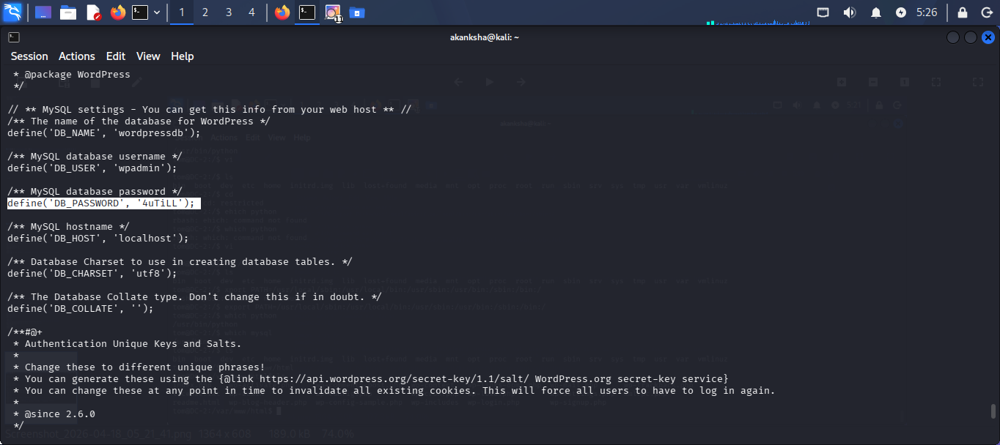 1 2 3 4 5:26
akanksha@kali: ~
Session Actions Edit View Help
* @package WordPress
*/
// ** MySQL settings - You can get this info from your web host ** //
/** The name of the database for WordPress */
define('DB_NAME', 'wordpressdb');
/** MySQL database username */
define('DB_USER', 'wpadmin');
/** MySQL database password */
define('DB_PASSWORD', '4uTiLL');
/** MySQL hostname */
define('DB_HOST', 'localhost');
/** Database Charset to use in creating database tables. */
define('DB_CHARSET', 'utf8');
/** The Database Collate type. Don't change this if in doubt. */
define('DB_COLLATE', '');
/**#@+
* Authentication Unique Keys and Salts.
*
* Change these to different unique phrases!
* You can generate these using the {@link https://api.wordpress.org/secret-key/1.1/salt/ WordPress.org secret-key service}
* You can change these at any point in time to invalidate all existing cookies. This will force all users to have to log in again.
*
* @since 2.6.0
*/
Screenshot_2026-04-18_05_21_41.png 1364 x 608 189.0 kB 74.0%